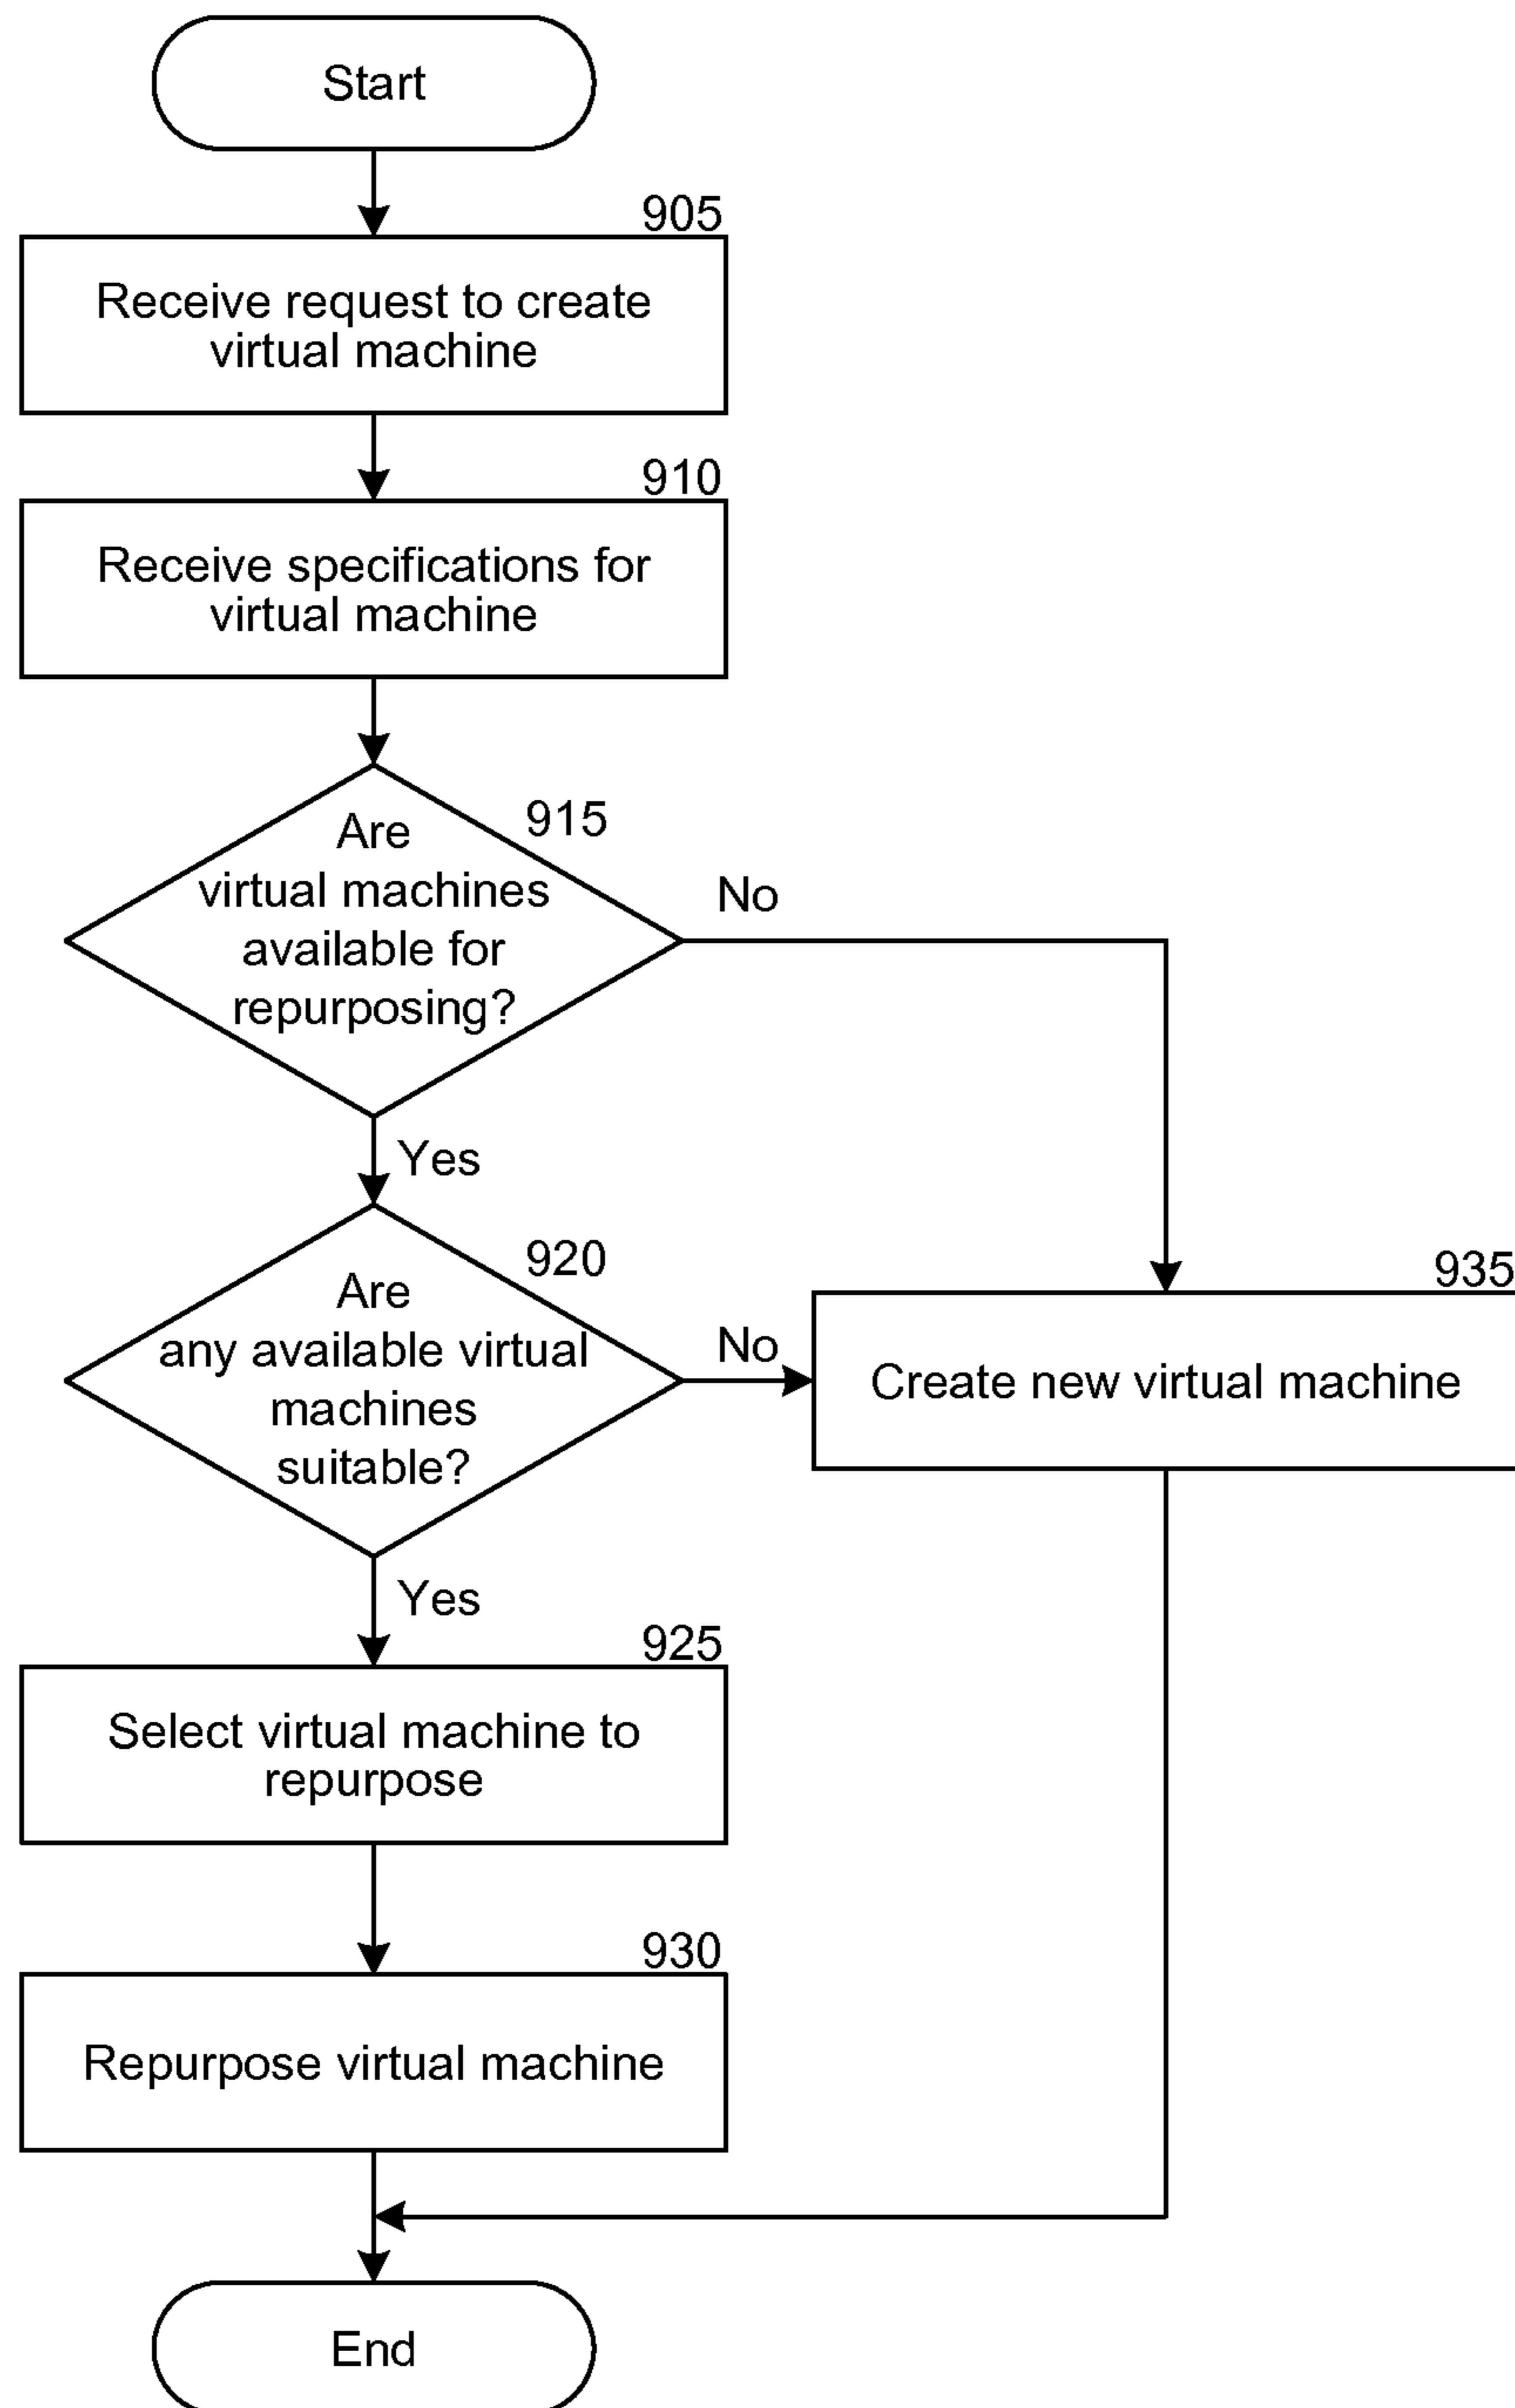 Start
905
Receive request to create
virtual machine
910
Receive specifications for
virtual machine
915
Are
virtual machines
available for
repurposing?
No
Yes
920
Are
any available virtual
machines
suitable?
No
935
Create new virtual machine
Yes
925
Select virtual machine to
repurpose
930
Repurpose virtual machine
End